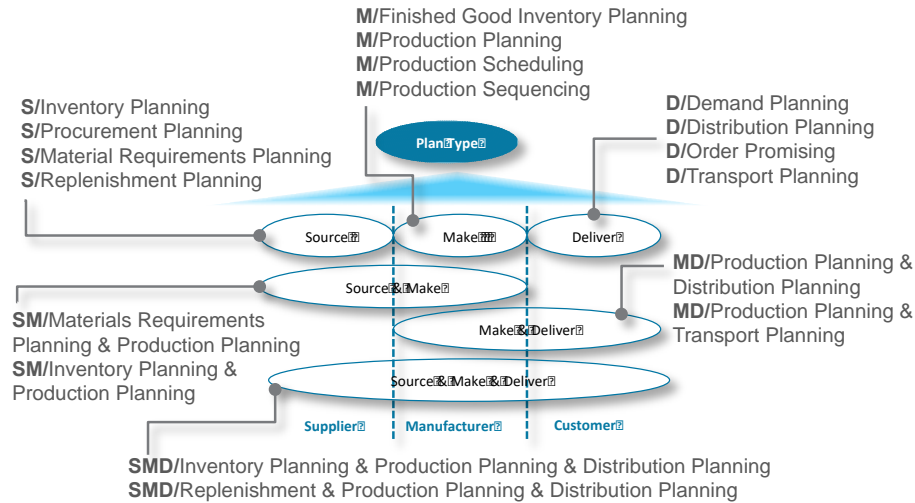 M/Finished Good Inventory Planning
M/Production Planning
M/Production Scheduling
M/Production Sequencing
S/Inventory Planning
S/Procurement Planning
S/Material Requirements Planning
S/Replenishment Planning
D/Demand Planning
D/Distribution Planning
D/Order Promising
D/Transport Planning
Plan Type
Source
Make
Deliver
Source & Make
Make & Deliver
Source & Make & Deliver
MD/Production Planning &
Distribution Planning
MD/Production Planning &
Transport Planning
SM/Materials Requirements
Planning & Production Planning
SM/Inventory Planning &
Production Planning
Supplier
Manufacturer
Customer
SMD/Inventory Planning & Production Planning & Distribution Planning
SMD/Replenishment & Production Planning & Distribution Planning